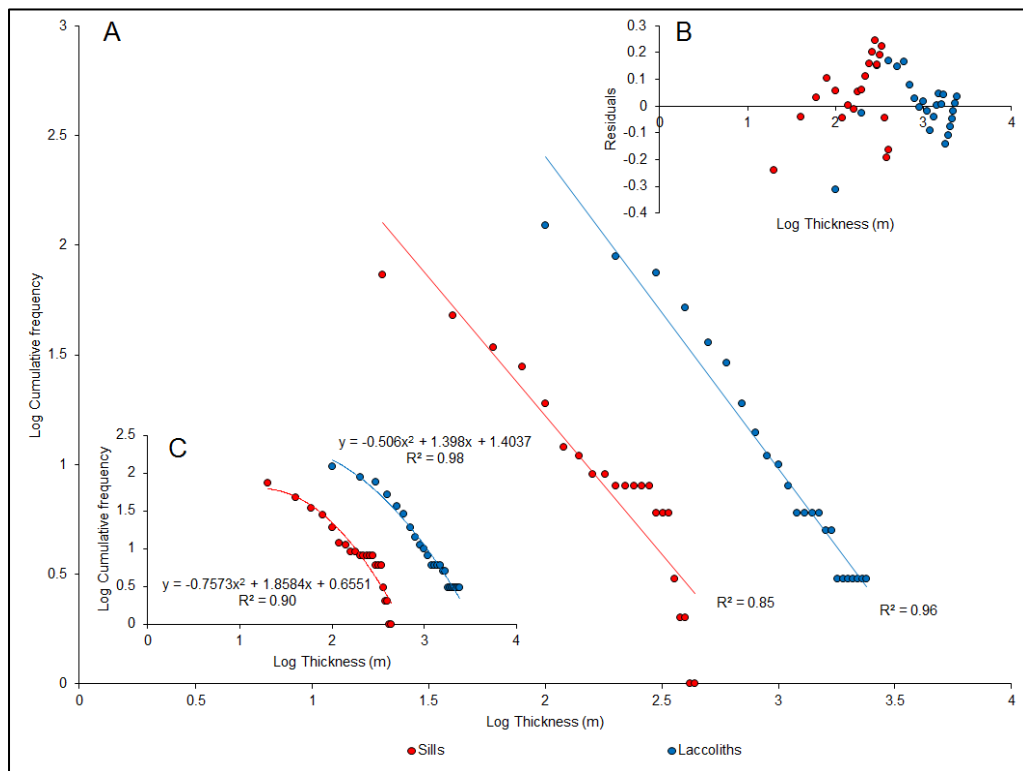 A
3
2.5
2
1.5
1
0.5
0
Log Cumulative frequency
0
0.5
1
1.5
2
2.5
3
3.5
4
Log Thickness (m)
R² = 0.85
R² = 0.96
Sills
Laccoliths
B
0.3
0.2
0.1
0
-0.1
-0.2
-0.3
-0.4
Residuals
0
1
2
3
4
Log Thickness (m)
C
2.5
2
1.5
1
0.5
0
Log Cumulative frequency
y = -0.506x² + 1.398x + 1.4037
R² = 0.98
y = -0.7573x² + 1.8584x + 0.6551
R² = 0.90
0
1
2
3
4
Log Thickness (m)